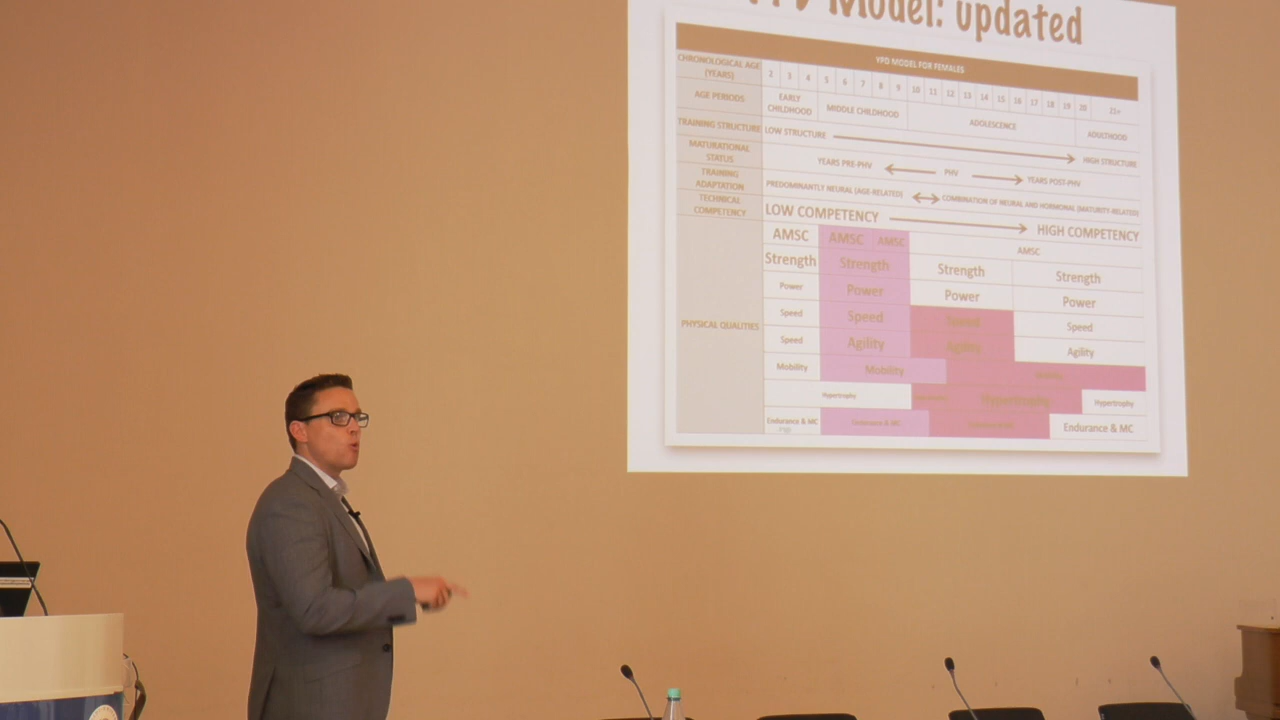 Model: updated
YPD MODEL FOR FEMALES
CHRONOLOGICAL AGE (YEARS) 2 3 4 5 6 7 8 9 10 11 12 13 14 15 16 17 18 19 20 21+
AGE PERIODS EARLY CHILDHOOD MIDDLE CHILDHOOD ADOLESCENCE ADULTHOOD
TRAINING STRUCTURE LOW STRUCTURE HIGH STRUCTURE
MATURATIONAL STATUS YEARS PRE-PHV PHV YEARS POST-PHV
TRAINING ADAPTATION PREDOMINANTLY NEURAL (AGE-RELATED) COMBINATION OF NEURAL AND HORMONAL (MATURITY-RELATED)
TECHNICAL COMPETENCY LOW COMPETENCY HIGH COMPETENCY
PHYSICAL QUALITIES
AMSC AMSC AMSC AMSC
Strength Strength Strength Strength
Power Power Power Power
Speed Speed Speed Speed
Speed Agility Agility Agility
Mobility Mobility Mobility
Hypertrophy Hypertrophy Hypertrophy
Endurance & MC Endurance & MC Endurance & MC